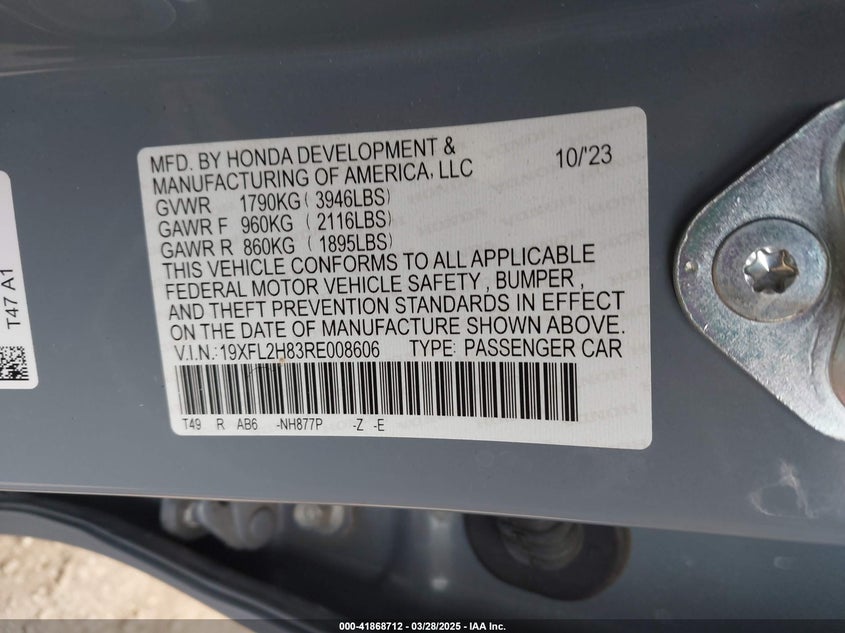 MFD. BY HONDA DEVELOPMENT & MANUFACTURING OF AMERICA, LLC 10/'23
GVWR 1790KG ( 3946LBS)
GAWR F 960KG ( 2116LBS)
GAWR R 860KG ( 1895LBS)
THIS VEHICLE CONFORMS TO ALL APPLICABLE
FEDERAL MOTOR VEHICLE SAFETY , BUMPER ,
AND THEFT PREVENTION STANDARDS IN EFFECT
ON THE DATE OF MANUFACTURE SHOWN ABOVE.
V.I.N.:19XFL2H83RE008606 TYPE: PASSENGER CAR
T49 R AB6 -NH877P -Z -E
T47 A1
000-41868712 - 03/28/2025 - IAA Inc.